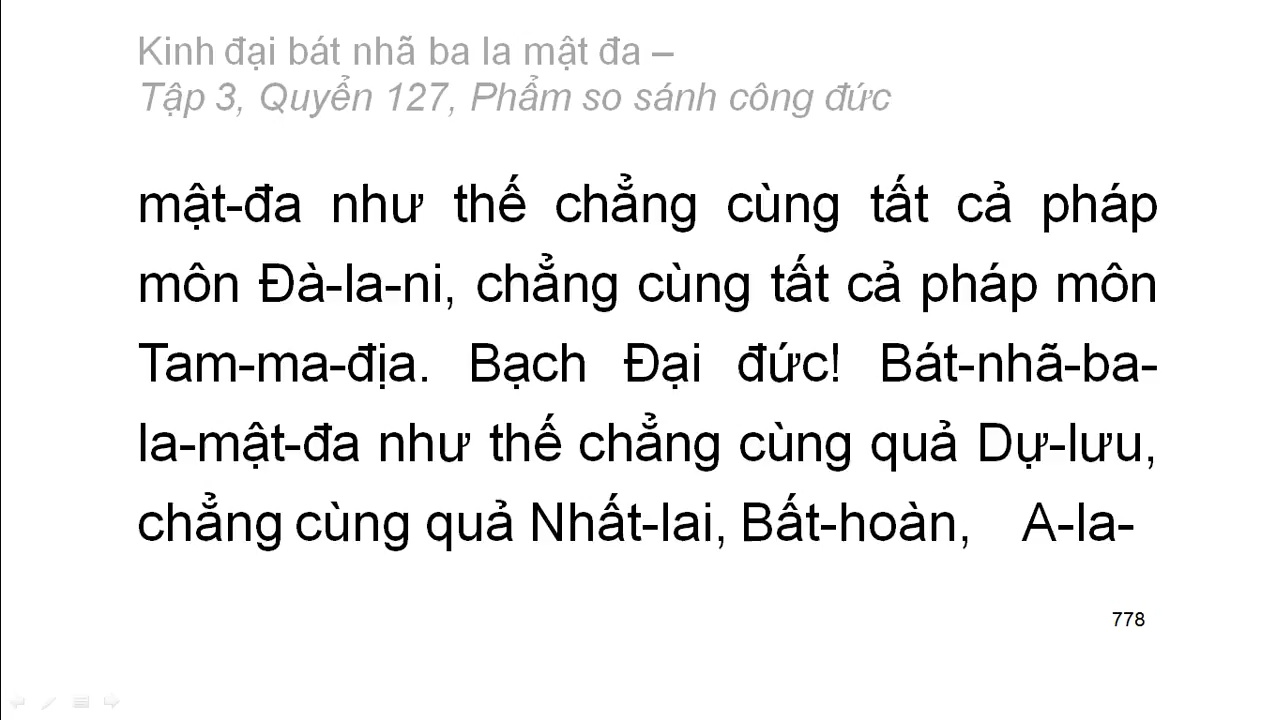 Kinh đại bát nhã ba la mật đa –
Tập 3, Quyển 127, Phẩm so sánh công đức
mật-đa như thế chẳng cùng tất cả pháp
môn Đà-la-ni, chẳng cùng tất cả pháp môn
Tam-ma-địa. Bạch Đại đức! Bát-nhã-ba-
la-mật-đa như thế chẳng cùng quả Dự-lưu,
chẳng cùng quả Nhất-lai, Bất-hoàn, A-la-
778